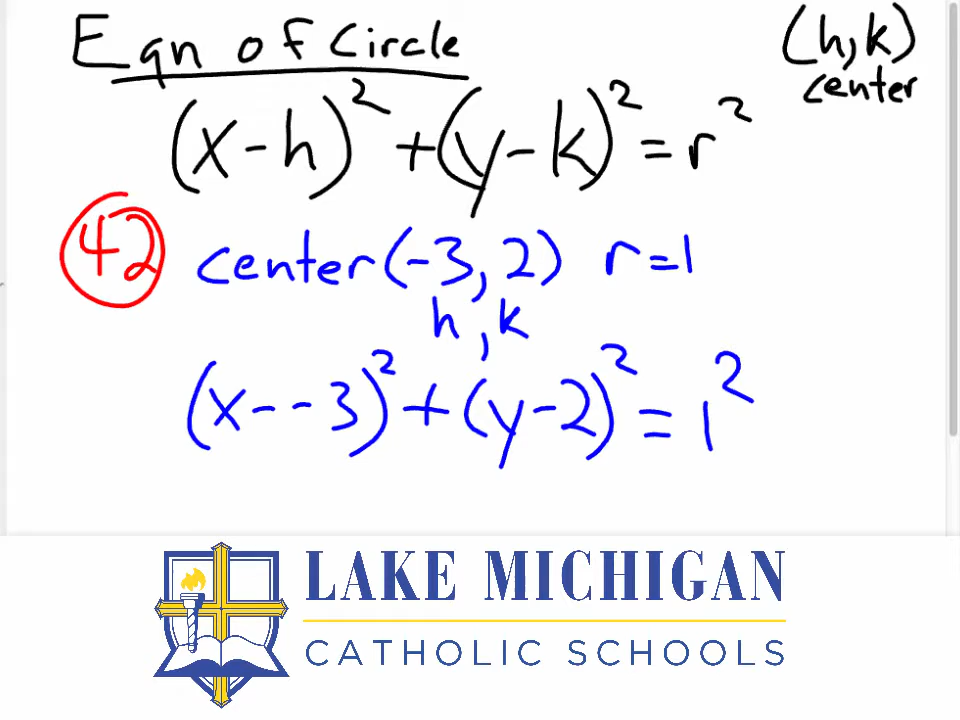 Eqn of Circle
(h,k)
center
(x-h)² + (y-k)² = r²
42
center (-3, 2) r=1
h, k
(x--3)² + (y-2)² = 1²
LAKE MICHIGAN
CATHOLIC SCHOOLS